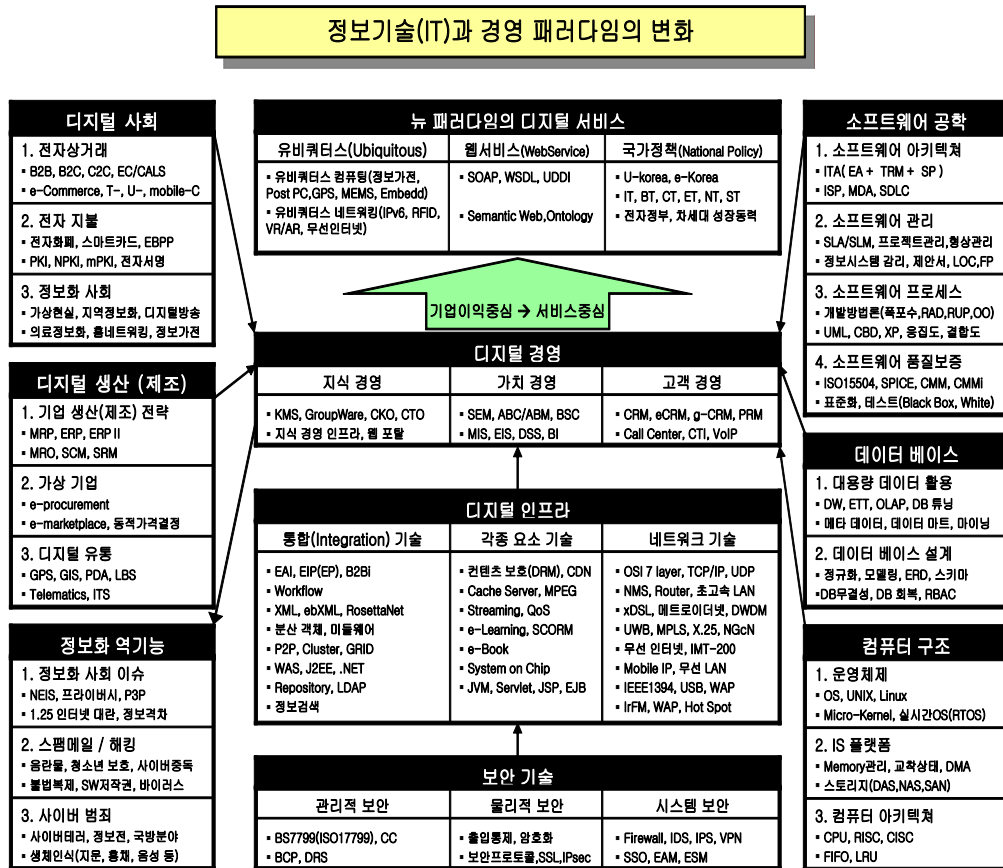 정보기술(IT)과 경영 패러다임의 변화
디지털 사회
1. 전자상거래
▪ B2B, B2C, C2C, EC/CALS
▪ e-Commerce, T-, U-, mobile-C
2. 전자 지불
▪ 전자화폐, 스마트카드, EBPP
▪ PKI, NPKI, mPKI, 전자서명
3. 정보화 사회
▪ 가상현실, 지역정보화, 디지털방송
▪ 의료정보화, 홈네트워킹, 정보가전
디지털 생산 (제조)
1. 기업 생산(제조) 전략
▪ MRP, ERP, ERP II
▪ MRO, SCM, SRM
2. 가상 기업
▪ e-procurement
▪ e-marketplace, 동적가격결정
3. 디지털 유통
▪ GPS, GIS, PDA, LBS
▪ Telematics, ITS
정보화 역기능
1. 정보화 사회 이슈
▪ NEIS, 프라이버시, P3P
▪ 1.25 인터넷 대란, 정보격차
2. 스팸메일 / 해킹
▪ 음란물, 청소년 보호, 사이버중독
▪ 불법복제, SW저작권, 바이러스
3. 사이버 범죄
▪ 사이버테러, 정보전, 국방분야
▪ 생체인식(지문, 홍채, 음성 등)
뉴 패러다임의 디지털 서비스
유비쿼터스(Ubiquitous)
▪ 유비쿼터스 컴퓨팅(정보가전,
Post PC,GPS, MEMS, Embedd)
▪ 유비쿼터스 네트워킹(IPv6, RFID,
VR/AR, 무선인터넷)
웹서비스(WebService)
▪ SOAP, WSDL, UDDI
▪ Semantic Web,Ontology
국가정책(National Policy)
▪ U-korea, e-Korea
▪ IT, BT, CT, ET, NT, ST
▪ 전자정부, 차세대 성장동력
기업이익중심 → 서비스중심
디지털 경영
지식 경영
▪ KMS, GroupWare, CKO, CTO
▪ 지식 경영 인프라, 웹 포탈
가치 경영
▪ SEM, ABC/ABM, BSC
▪ MIS, EIS, DSS, BI
고객 경영
▪ CRM, eCRM, g-CRM, PRM
▪ Call Center, CTI, VoIP
디지털 인프라
통합(Integration) 기술
▪ EAI, EIP(EP), B2Bi
▪ Workflow
▪ XML, ebXML, RosettaNet
▪ 분산 객체, 미들웨어
▪ P2P, Cluster, GRID
▪ WAS, J2EE, .NET
▪ Repository, LDAP
▪ 정보검색
각종 요소 기술
▪ 컨텐츠 보호(DRM), CDN
▪ Cache Server, MPEG
▪ Streaming, QoS
▪ e-Learning, SCORM
▪ e-Book
▪ System on Chip
▪ JVM, Servlet, JSP, EJB
네트워크 기술
▪ OSI 7 layer, TCP/IP, UDP
▪ NMS, Router, 초고속 LAN
▪ xDSL, 메트로이더넷, DWDM
▪ UWB, MPLS, X.25, NGcN
▪ 무선 인터넷, IMT-200
▪ Mobile IP, 무선 LAN
▪ IEEE1394, USB, WAP
▪ IrFM, WAP, Hot Spot
보안 기술
관리적 보안
▪ BS7799(ISO17799), CC
▪ BCP, DRS
물리적 보안
▪ 출입통제, 암호화
▪ 보안프로토콜,SSL,IPsec
시스템 보안
▪ Firewall, IDS, IPS, VPN
▪ SSO, EAM, ESM
소프트웨어 공학
1. 소프트웨어 아키텍쳐
▪ ITA( EA + TRM + SP )
▪ ISP, MDA, SDLC
2. 소프트웨어 관리
▪ SLA/SLM, 프로젝트관리,형상관리
▪ 정보시스템 감리, 제안서, LOC,FP
3. 소프트웨어 프로세스
▪ 개발방법론(폭포수,RAD,RUP,OO)
▪ UML, CBD, XP, 응집도, 결합도
4. 소프트웨어 품질보증
▪ ISO15504, SPICE, CMM, CMMi
▪ 표준화, 테스트(Black Box, White)
데이터 베이스
1. 대용량 데이터 활용
▪ DW, ETT, OLAP, DB 튜닝
▪ 메타 데이터, 데이터 마트, 마이닝
2. 데이터 베이스 설계
▪ 정규화, 모델링, ERD, 스키마
▪DB무결성, DB 회복, RBAC
컴퓨터 구조
1. 운영체제
▪ OS, UNIX, Linux
▪ Micro-Kernel, 실시간OS(RTOS)
2. IS 플랫폼
▪ Memory관리, 교착상태, DMA
▪ 스토리지(DAS,NAS,SAN)
3. 컴퓨터 아키텍쳐
▪ CPU, RISC, CISC
▪ FIFO, LRU